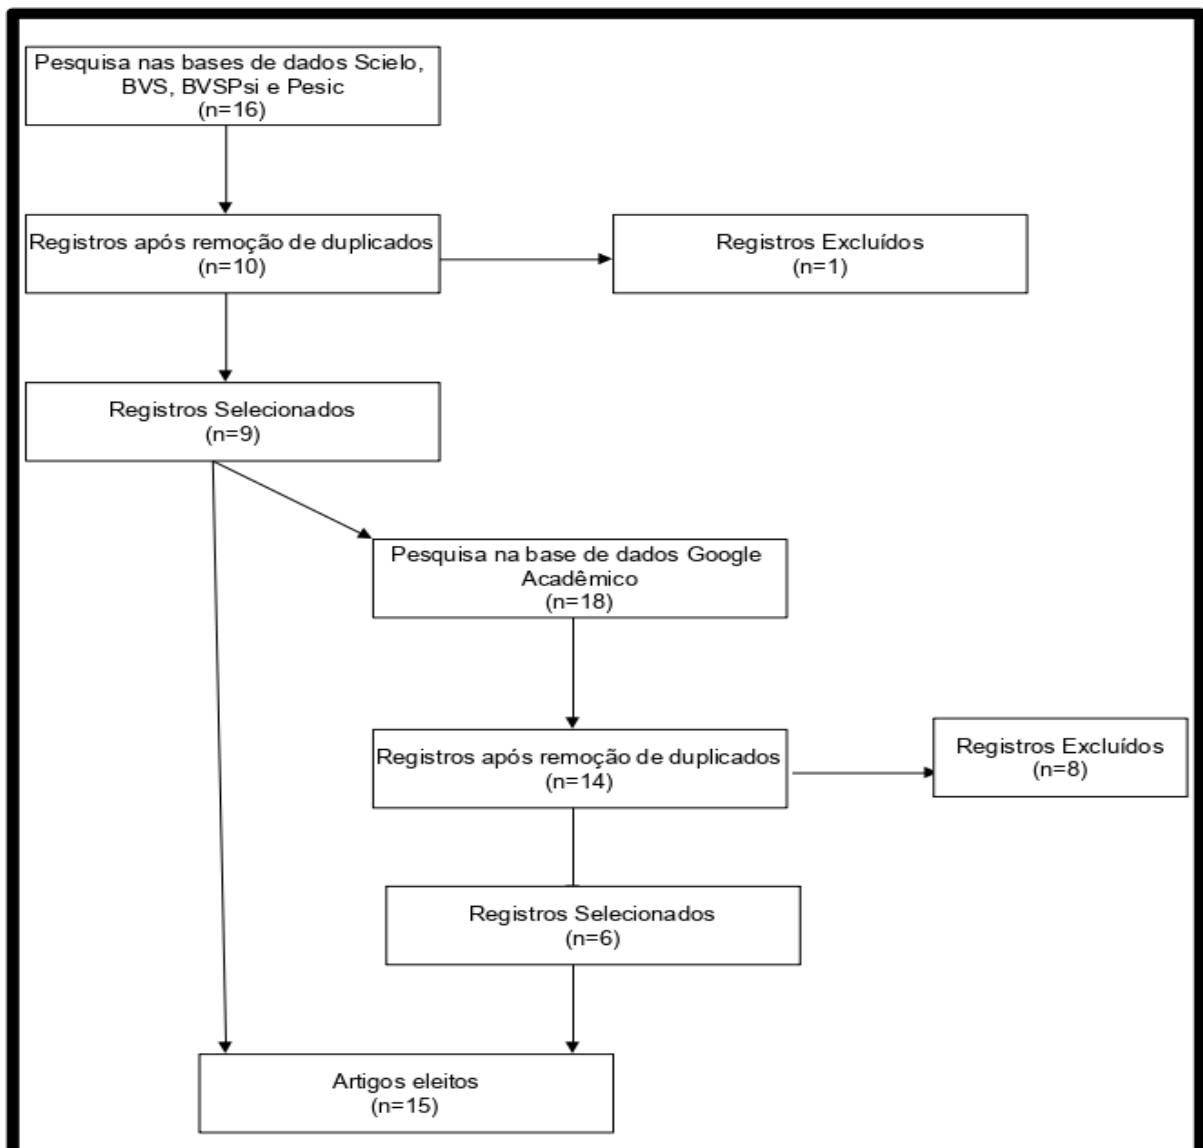 Pesquisa nas bases de dados Scielo,
BVS, BVSPsi e Pesic
(n=16)
Registros após remoção de duplicados
(n=10)
Registros Excluídos
(n=1)
Registros Selecionados
(n=9)
Pesquisa na base de dados Google
Acadêmico
(n=18)
Registros após remoção de duplicados
(n=14)
Registros Excluídos
(n=8)
Registros Selecionados
(n=6)
Artigos eleitos
(n=15)